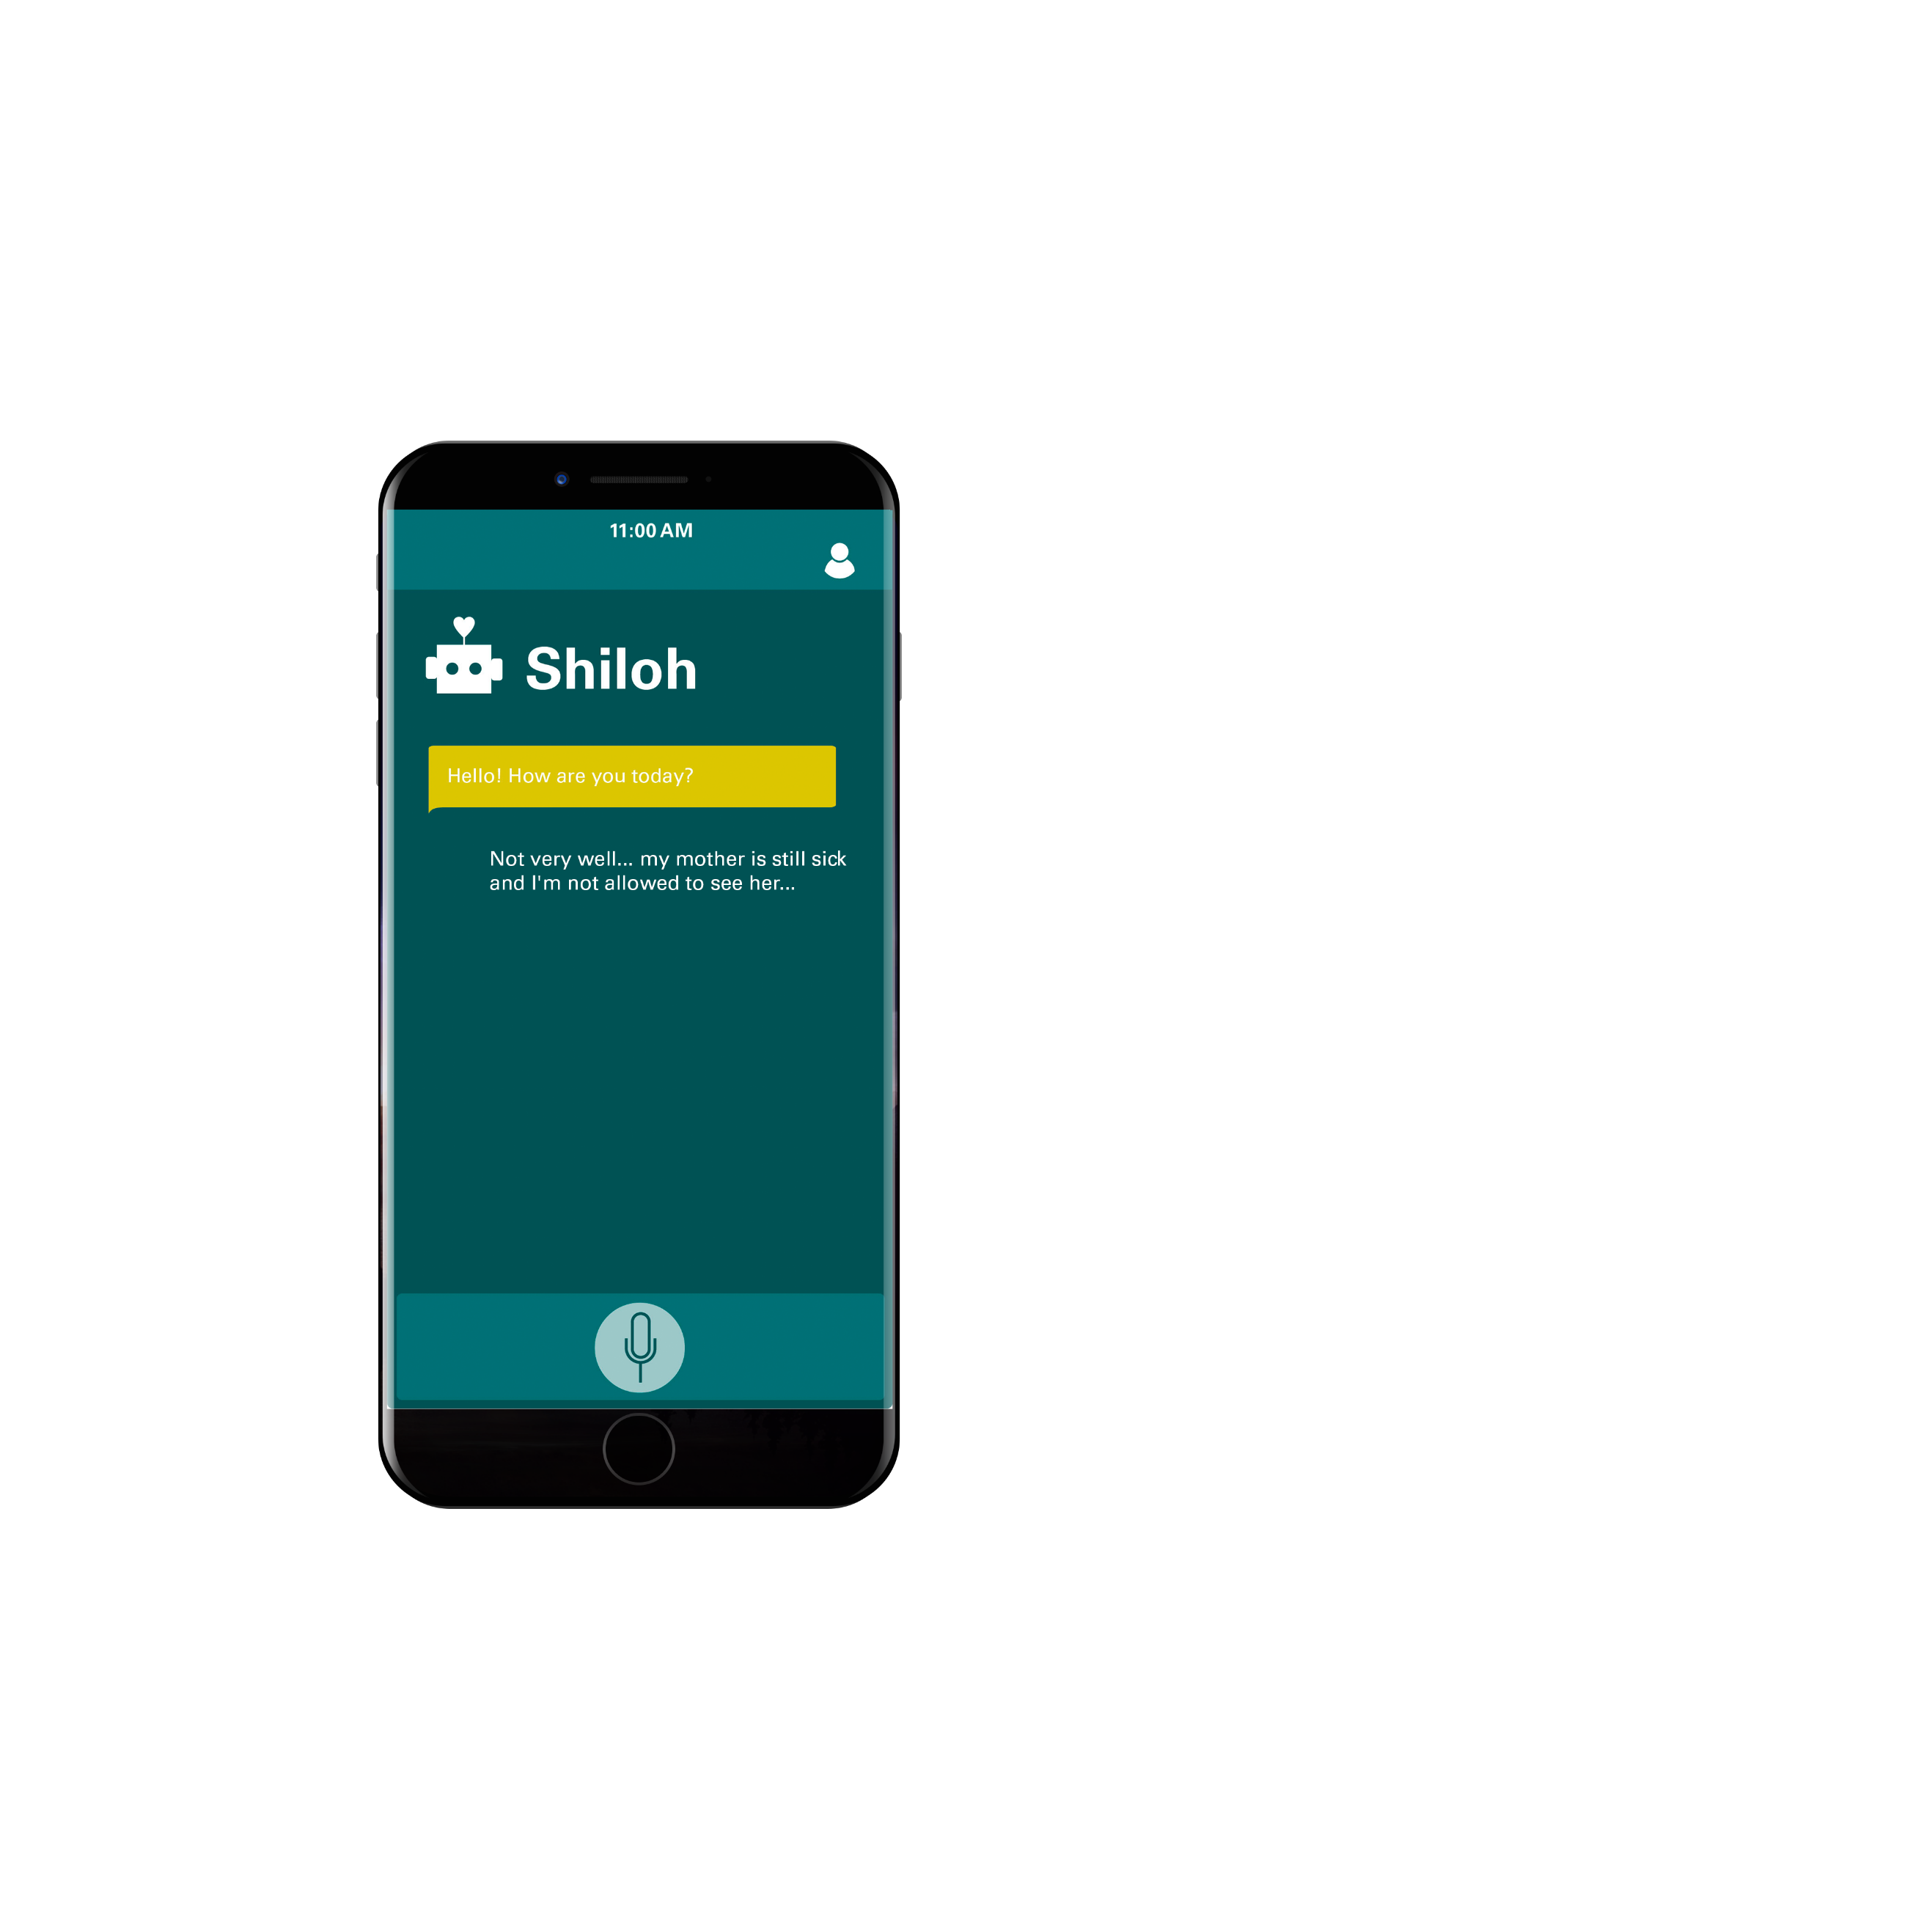 11:00 AM
Shiloh
Hello! How are you today?
Not very well... my mother is still sick
and I'm not allowed to see her...